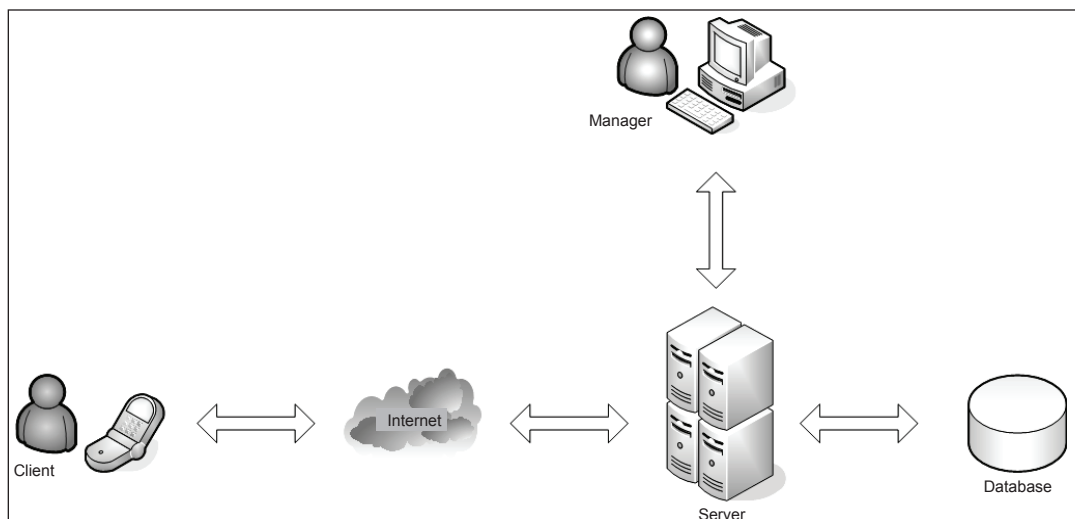 Manager
Internet
Client
Server
Database